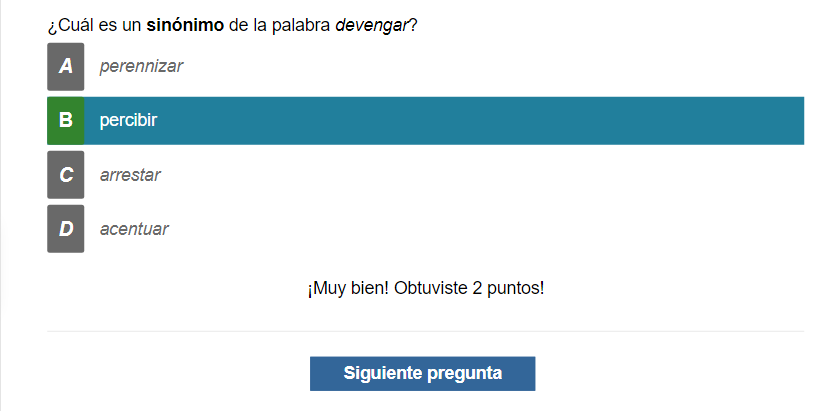 ¿Cuál es un sinónimo de la palabra devengar?
A perennizar
B percibir
C arrestar
D acentuar
¡Muy bien! Obtuviste 2 puntos!
Siguiente pregunta